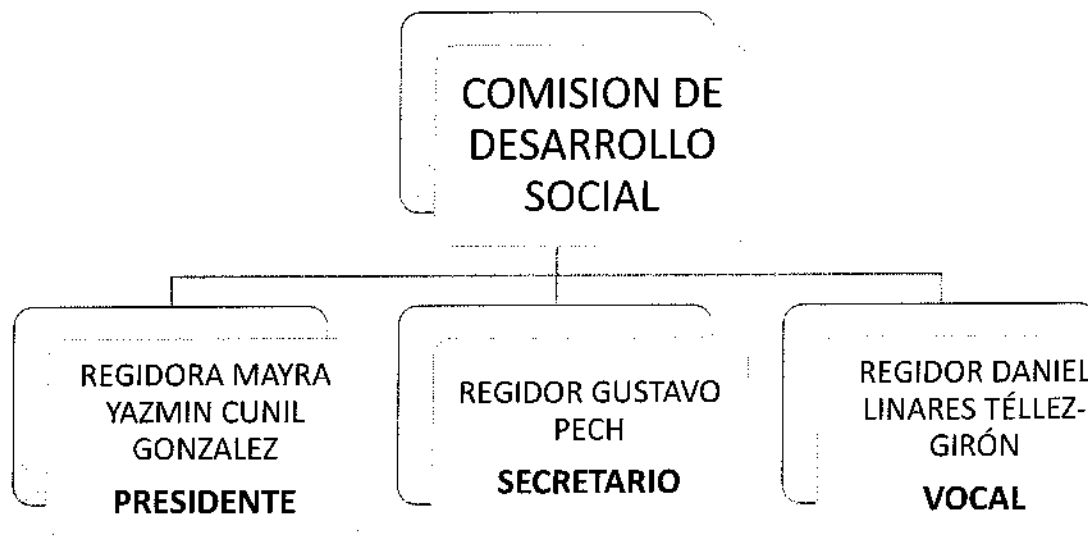 COMISION DE
DESARROLLO
SOCIAL
REGIDORA MAYRA
YAZMIN CUNIL
GONZALEZ
PRESIDENTE
REGIDOR GUSTAVO
PECH
SECRETARIO
REGIDOR DANIEL
LINARES TÉLLEZ-
GIRÓN
VOCAL